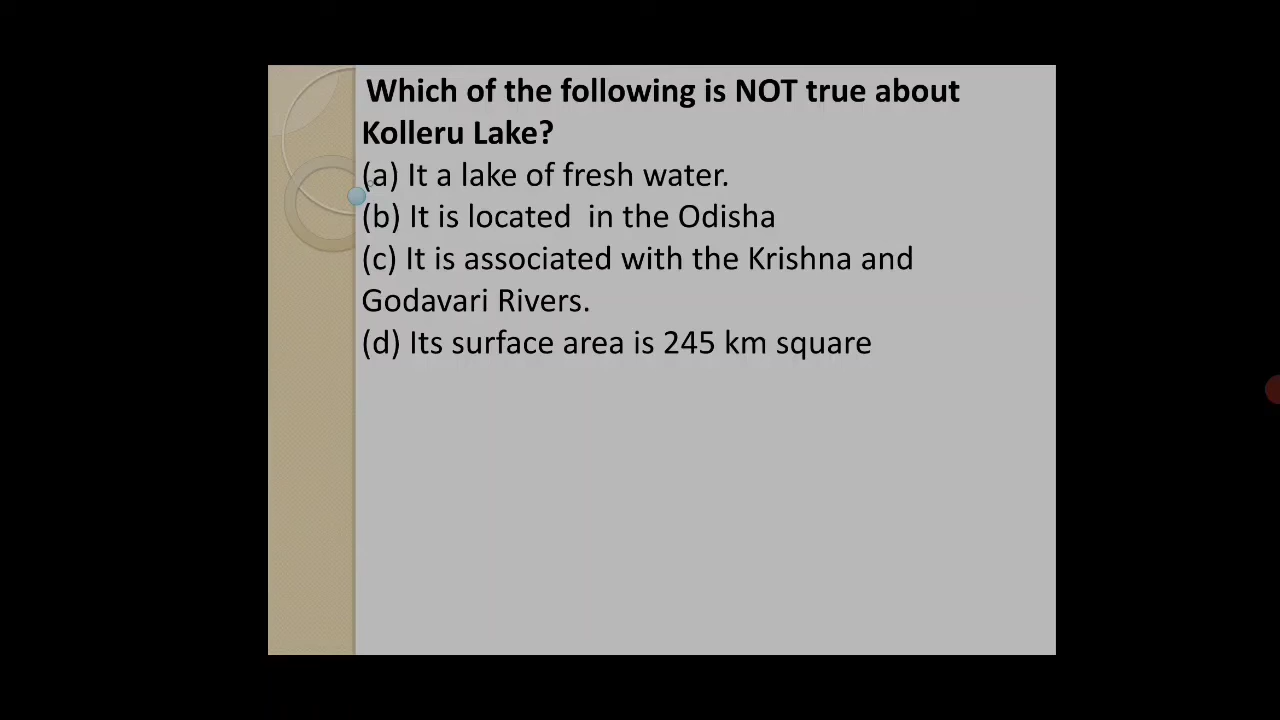 Which of the following is NOT true about
Kolleru Lake?
(a) It a lake of fresh water.
(b) It is located  in the Odisha
(c) It is associated with the Krishna and
Godavari Rivers.
(d) Its surface area is 245 km square